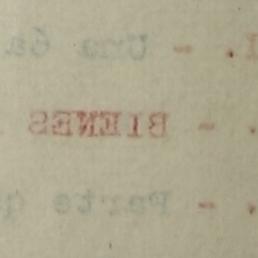 . - Una
. - BIENES
. - Parte